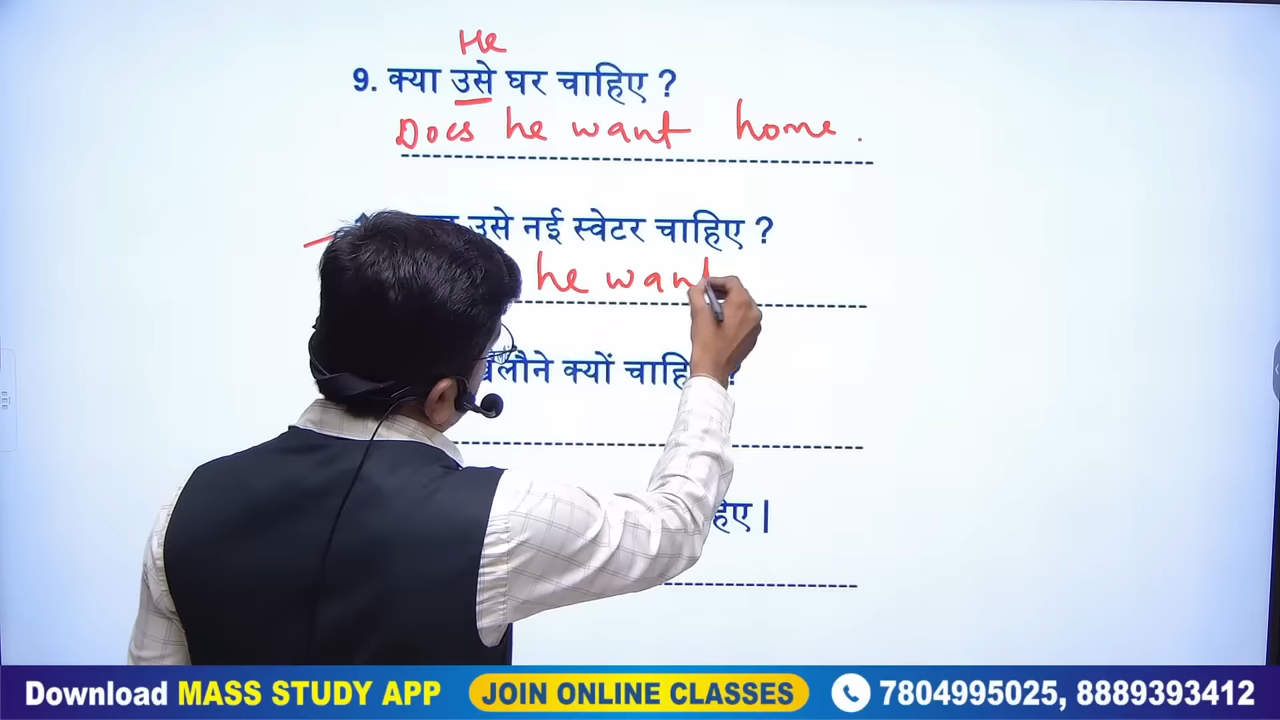 He
9. क्या उसे घर चाहिए ?
Does he want home .
उसे नई स्वेटर चाहिए ?
he want
क्यों
|
Download MASS STUDY APP JOIN ONLINE CLASSES 7804995025, 8889393412